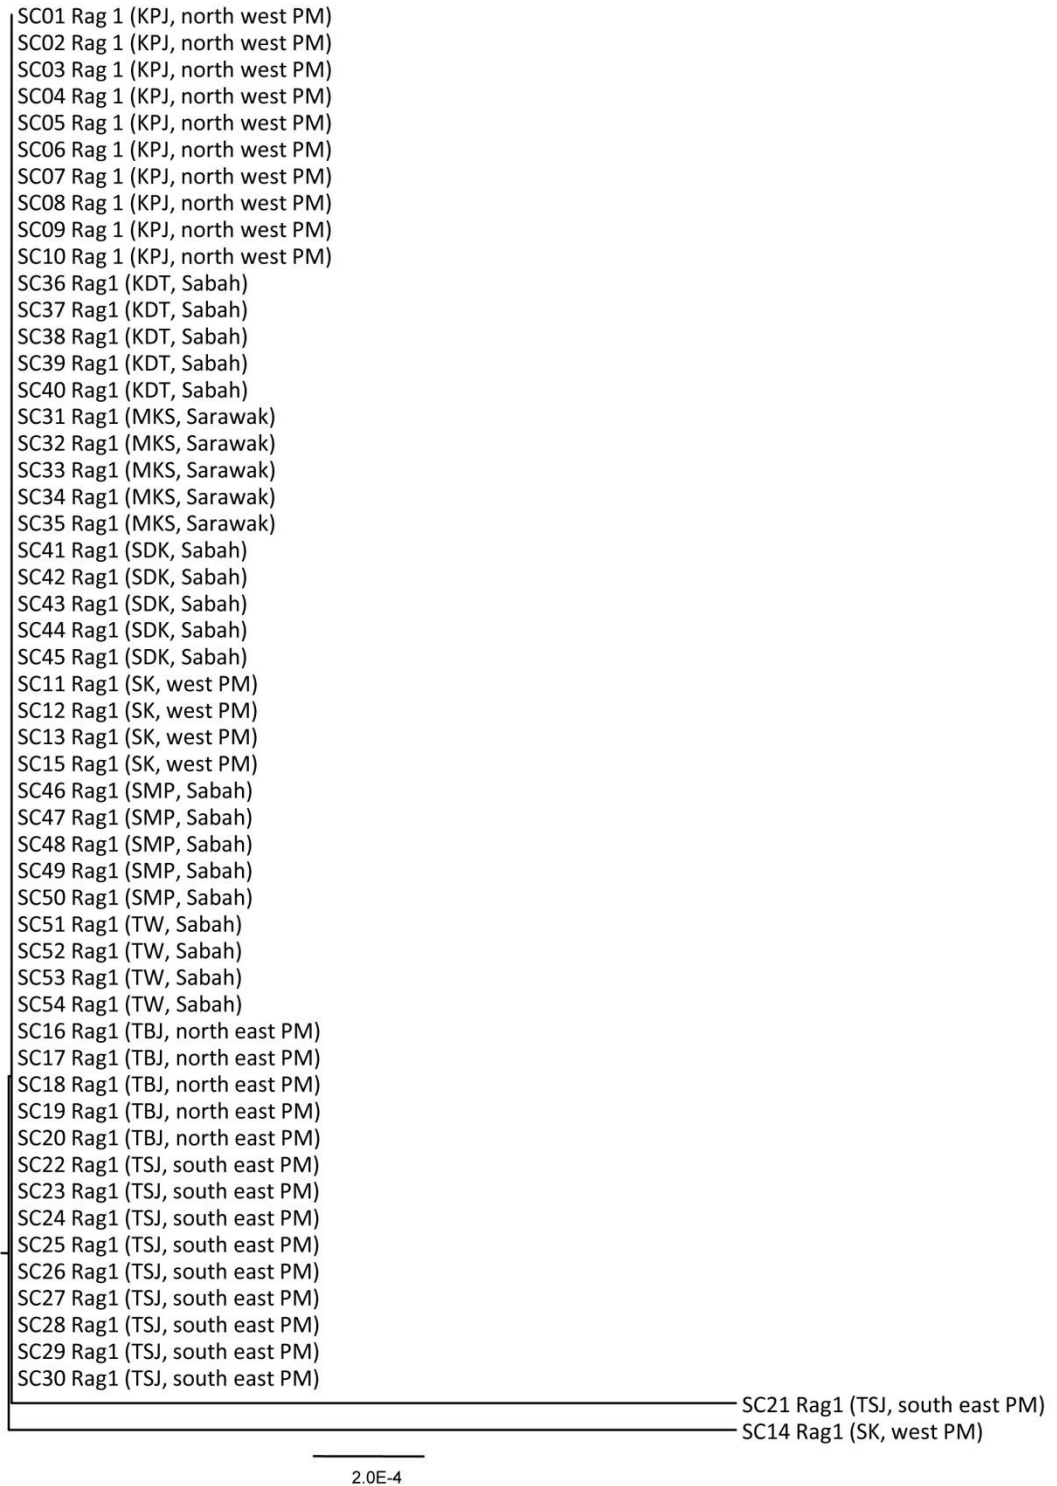 SC01 Rag 1 (KPJ, north west PM)
SC02 Rag 1 (KPJ, north west PM)
SC03 Rag 1 (KPJ, north west PM)
SC04 Rag 1 (KPJ, north west PM)
SC05 Rag 1 (KPJ, north west PM)
SC06 Rag 1 (KPJ, north west PM)
SC07 Rag 1 (KPJ, north west PM)
SC08 Rag 1 (KPJ, north west PM)
SC09 Rag 1 (KPJ, north west PM)
SC10 Rag 1 (KPJ, north west PM)
SC36 Rag1 (KDT, Sabah)
SC37 Rag1 (KDT, Sabah)
SC38 Rag1 (KDT, Sabah)
SC39 Rag1 (KDT, Sabah)
SC40 Rag1 (KDT, Sabah)
SC31 Rag1 (MKS, Sarawak)
SC32 Rag1 (MKS, Sarawak)
SC33 Rag1 (MKS, Sarawak)
SC34 Rag1 (MKS, Sarawak)
SC35 Rag1 (MKS, Sarawak)
SC41 Rag1 (SDK, Sabah)
SC42 Rag1 (SDK, Sabah)
SC43 Rag1 (SDK, Sabah)
SC44 Rag1 (SDK, Sabah)
SC45 Rag1 (SDK, Sabah)
SC11 Rag1 (SK, west PM)
SC12 Rag1 (SK, west PM)
SC13 Rag1 (SK, west PM)
SC15 Rag1 (SK, west PM)
SC46 Rag1 (SMP, Sabah)
SC47 Rag1 (SMP, Sabah)
SC48 Rag1 (SMP, Sabah)
SC49 Rag1 (SMP, Sabah)
SC50 Rag1 (SMP, Sabah)
SC51 Rag1 (TW, Sabah)
SC52 Rag1 (TW, Sabah)
SC53 Rag1 (TW, Sabah)
SC54 Rag1 (TW, Sabah)
SC16 Rag1 (TBJ, north east PM)
SC17 Rag1 (TBJ, north east PM)
SC18 Rag1 (TBJ, north east PM)
SC19 Rag1 (TBJ, north east PM)
SC20 Rag1 (TBJ, north east PM)
SC22 Rag1 (TSJ, south east PM)
SC23 Rag1 (TSJ, south east PM)
SC24 Rag1 (TSJ, south east PM)
SC25 Rag1 (TSJ, south east PM)
SC26 Rag1 (TSJ, south east PM)
SC27 Rag1 (TSJ, south east PM)
SC28 Rag1 (TSJ, south east PM)
SC29 Rag1 (TSJ, south east PM)
SC30 Rag1 (TSJ, south east PM)
SC21 Rag1 (TSJ, south east PM)
SC14 Rag1 (SK, west PM)
2.0E-4